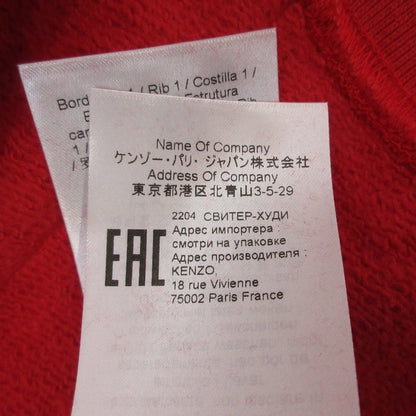 / Rib 1 / Costilla 1 /
Estrutura
Name Of Company
ケンゾー・パリ・ジャパン株式会社
Address Of Company
東京都港区北青山3-5-29
EAC
2204 СВИТЕР-ХУДИ
Адрес импортера :
смотри на упаковке
Адрес производителя :
KENZO,
18 rue Vivienne
75002 Paris France